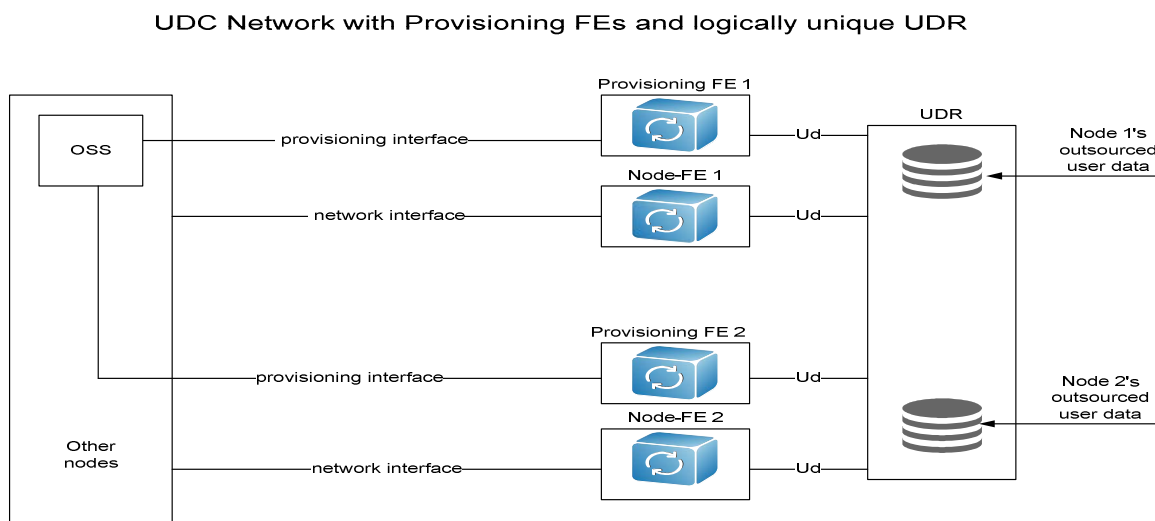 UDC Network with Provisioning FEs and logically unique UDR
Provisioning FE 1
OSS
provisioning interface
Ud
UDR
Node 1's
outsourced
user data
Node-FE 1
network interface
Ud
Provisioning FE 2
provisioning interface
Ud
Node 2's
outsourced
user data
Node-FE 2
Other
nodes
network interface
Ud